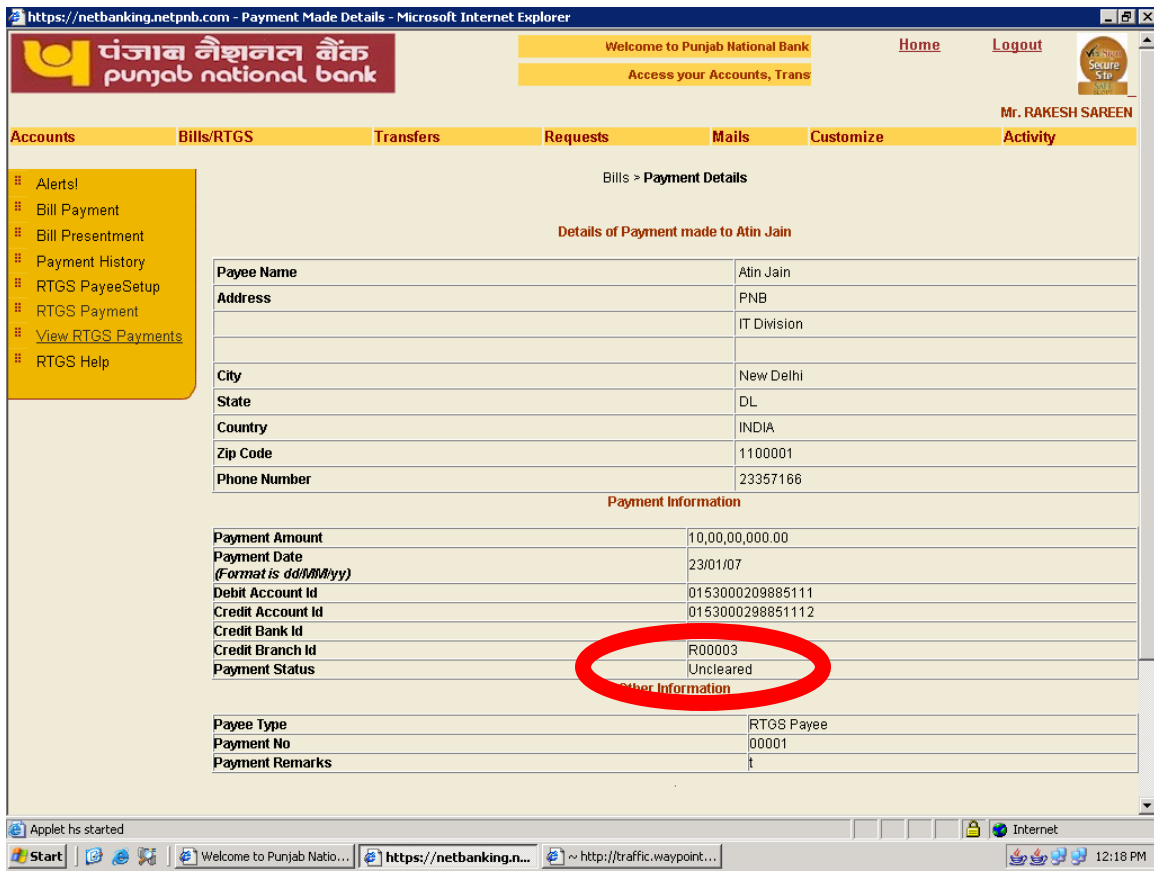 https://netbanking.netpnb.com - Payment Made Details - Microsoft Internet Explorer
पंजाब नैशनल बैंक
punjab national bank
Welcome to Punjab National Bank
Access your Accounts, Trans
Home
Logout
Secure
Site
Mr. RAKESH SAREEN
Accounts Bills/RTGS Transfers Requests Mails Customize Activity
Alerts!
Bill Payment
Bill Presentment
Payment History
RTGS PayeeSetup
RTGS Payment
View RTGS Payments
RTGS Help
Bills > Payment Details
Details of Payment made to Atin Jain
Payee Name Atin Jain
Address PNB
IT Division
City New Delhi
State DL
Country INDIA
Zip Code 1100001
Phone Number 23357166
Payment Information
Payment Amount 10,00,00,000.00
Payment Date
(Format is dd/MM/yy) 23/01/07
Debit Account Id 0153000209885111
Credit Account Id 0153000298851112
Credit Bank Id
Credit Branch Id R00003
Payment Status Uncleared
Other Information
Payee Type RTGS Payee
Payment No 00001
Payment Remarks t
Applet hs started
Internet
Start
Welcome to Punjab Natio...
https://netbanking.n...
~ http://traffic.waypoint...
12:18 PM